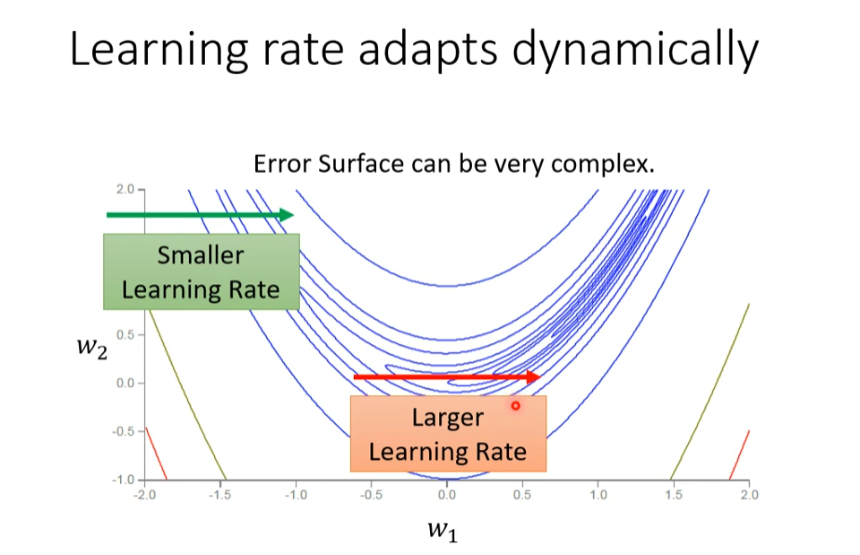 Learning rate adapts dynamically
Error Surface can be very complex.
2.0
Smaller
Learning Rate
w₂
0.5
0.0
-0.5
-1.0
Larger
Learning Rate
-2.0 -1.5 -1.0 -0.5 0.0 0.5 1.0 1.5 2.0
w₁